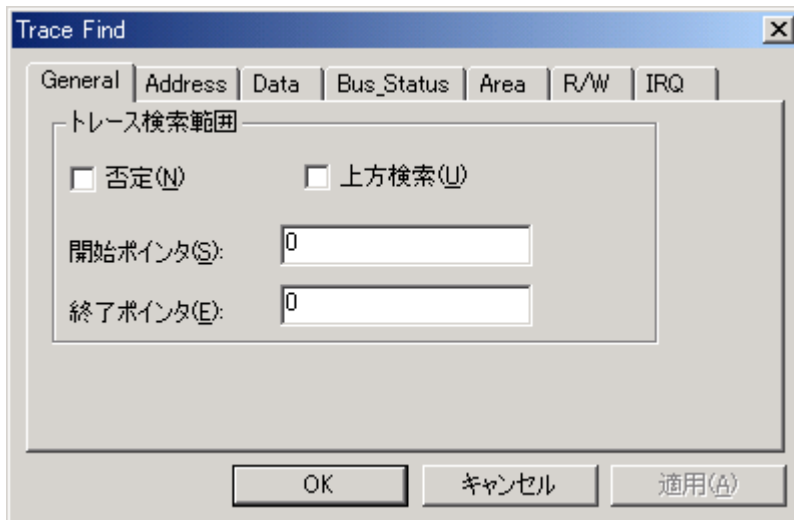 Trace Find
General Address Data Bus_Status Area R/W IRQ
トレース検索範囲
否定(N) 上方検索(U)
開始ポインタ(S): 0
終了ポインタ(E): 0
OK キャンセル 適用(A)